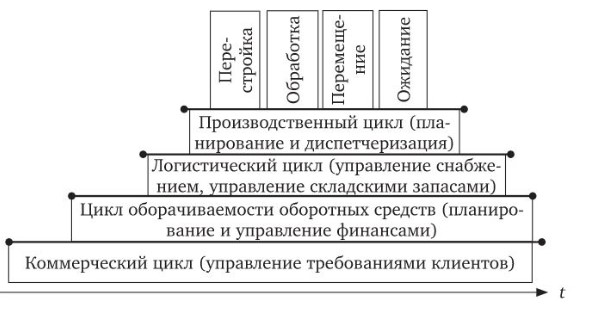 Пере-
стройка
Обработка
Перемеще-
ние
Ожидание
Производственный цикл (пла-
нирование и диспетчеризация)
Логистический цикл (управление снабже-
нием, управление складскими запасами)
Цикл оборачиваемости оборотных средств (планиро-
вание и управление финансами)
Коммерческий цикл (управление требованиями клиентов)
t